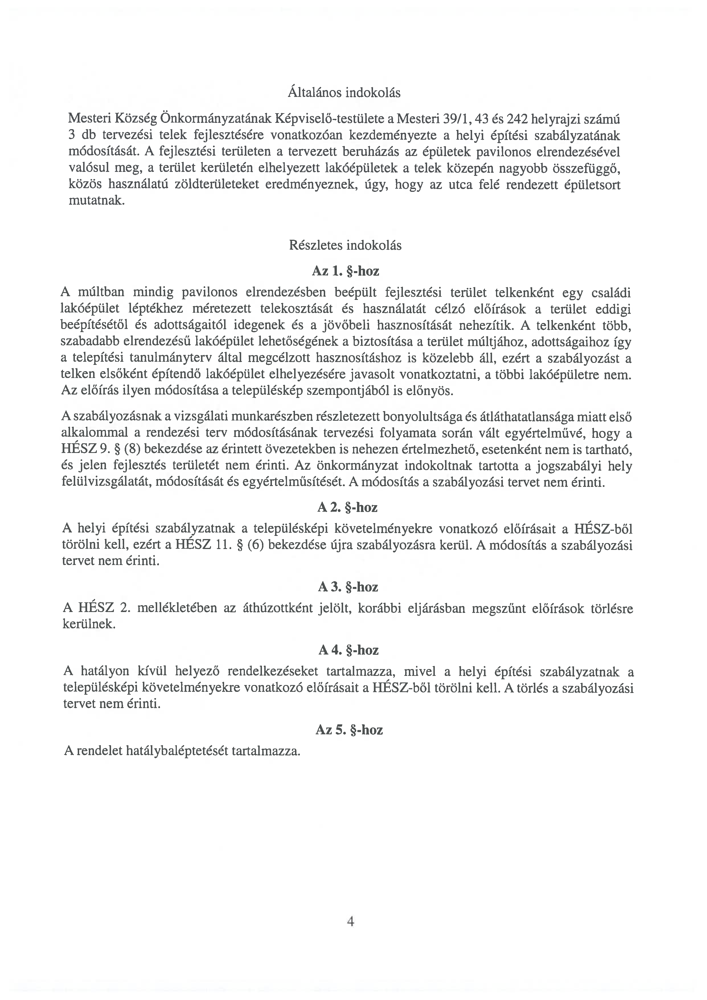 Általános indokolás
Mesteri Község Önkormányzatának Képviselő-testülete a Mesteri 39/1, 43 és 242 helyrajzi számú
3 db tervezési telek fejlesztésére vonatkozóan kezdeményezte a helyi építési szabályzatának
módosítását. A fejlesztési területen a tervezett beruházás az épületek pavilonos elrendezésével
valósul meg, a terület kerületén elhelyezett lakóépületek a telek közepén nagyobb összefüggő,
közös használatú zöldterületeket eredményeznek, úgy, hogy az utca felé rendezett épületsort
mutatnak.
Részletes indokolás
Az 1. §-hoz
A múltban mindig pavilonos elrendezésben beépült fejlesztési terület telkenként egy családi
lakóépület léptékhez méretezett telekosztását és használatát célzó előírások a terület eddigi
beépítésétől és adottságaitól idegenek és a jövőbeli hasznosítását nehezítik. A telkenként több,
szabadabb elrendezésű lakóépület lehetőségének a biztosítása a terület múltjához, adottságaihoz így
a telepítési tanulmányterv által megcélzott hasznosításhoz is közelebb áll, ezért a szabályozást a
telken elsőként építendő lakóépület elhelyezésére javasolt vonatkoztatni, a többi lakóépületre nem.
Az előírás ilyen módosítása a településkép szempontjából is előnyös.
A szabályozásnak a vizsgálati munkarészben részletezett bonyolultsága és átláthatatlansága miatt első
alkalommal a rendezési terv módosításának tervezési folyamata során vált egyértelművé, hogy a
HÉSZ 9. § (8) bekezdése az érintett övezetekben is nehezen értelmezhető, esetenként nem is tartható,
és jelen fejlesztés területét nem érinti. Az önkormányzat indokoltnak tartotta a jogszabályi hely
felülvizsgálatát, módosítását és egyértelműsítését. A módosítás a szabályozási tervet nem érinti.
A 2. §-hoz
A helyi építési szabályzatnak a településképi követelményekre vonatkozó előírásait a HÉSZ-ből
törölni kell, ezért a HÉSZ 11. § (6) bekezdése újra szabályozásra kerül. A módosítás a szabályozási
tervet nem érinti.
A 3. §-hoz
A HÉSZ 2. mellékletében az áthúzottként jelölt, korábbi eljárásban megszűnt előírások törlésre
kerülnek.
A 4. §-hoz
A hatályon kívül helyező rendelkezéseket tartalmazza, mivel a helyi építési szabályzatnak a
településképi követelményekre vonatkozó előírásait a HÉSZ-ből törölni kell. A törlés a szabályozási
tervet nem érinti.
Az 5. §-hoz
A rendelet hatálybaléptetését tartalmazza.
4